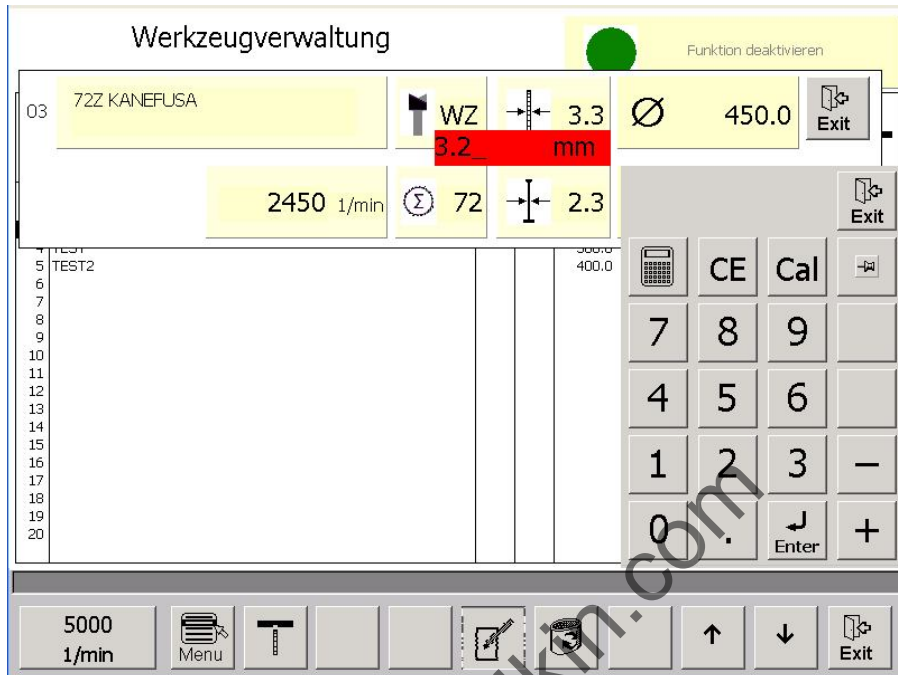 Werkzeugverwaltung
Funktion deaktivieren
03 72Z KANEFUSA WZ 3.3 Ø 450.0 Exit
3.2_ mm
2450 1/min Σ 72 2.3
Exit
4 TEST
5 TEST2 400.0
6
7
8
9
10
11
12
13
14
15
16
17
18
19
20
CE Cal
7 8 9
4 5 6
1 2 3 −
0 . Enter +
5000
1/min
Menu
Exit